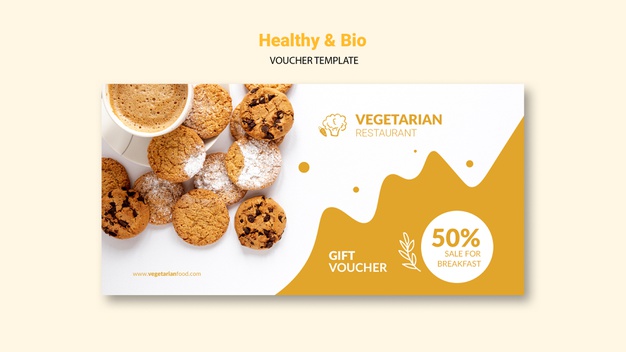 Healthy & Bio
VOUCHER TEMPLATE
VEGETARIAN
RESTAURANT
GIFT
VOUCHER
50%
SALE FOR
BREAKFAST
www.vegetarianfood.com